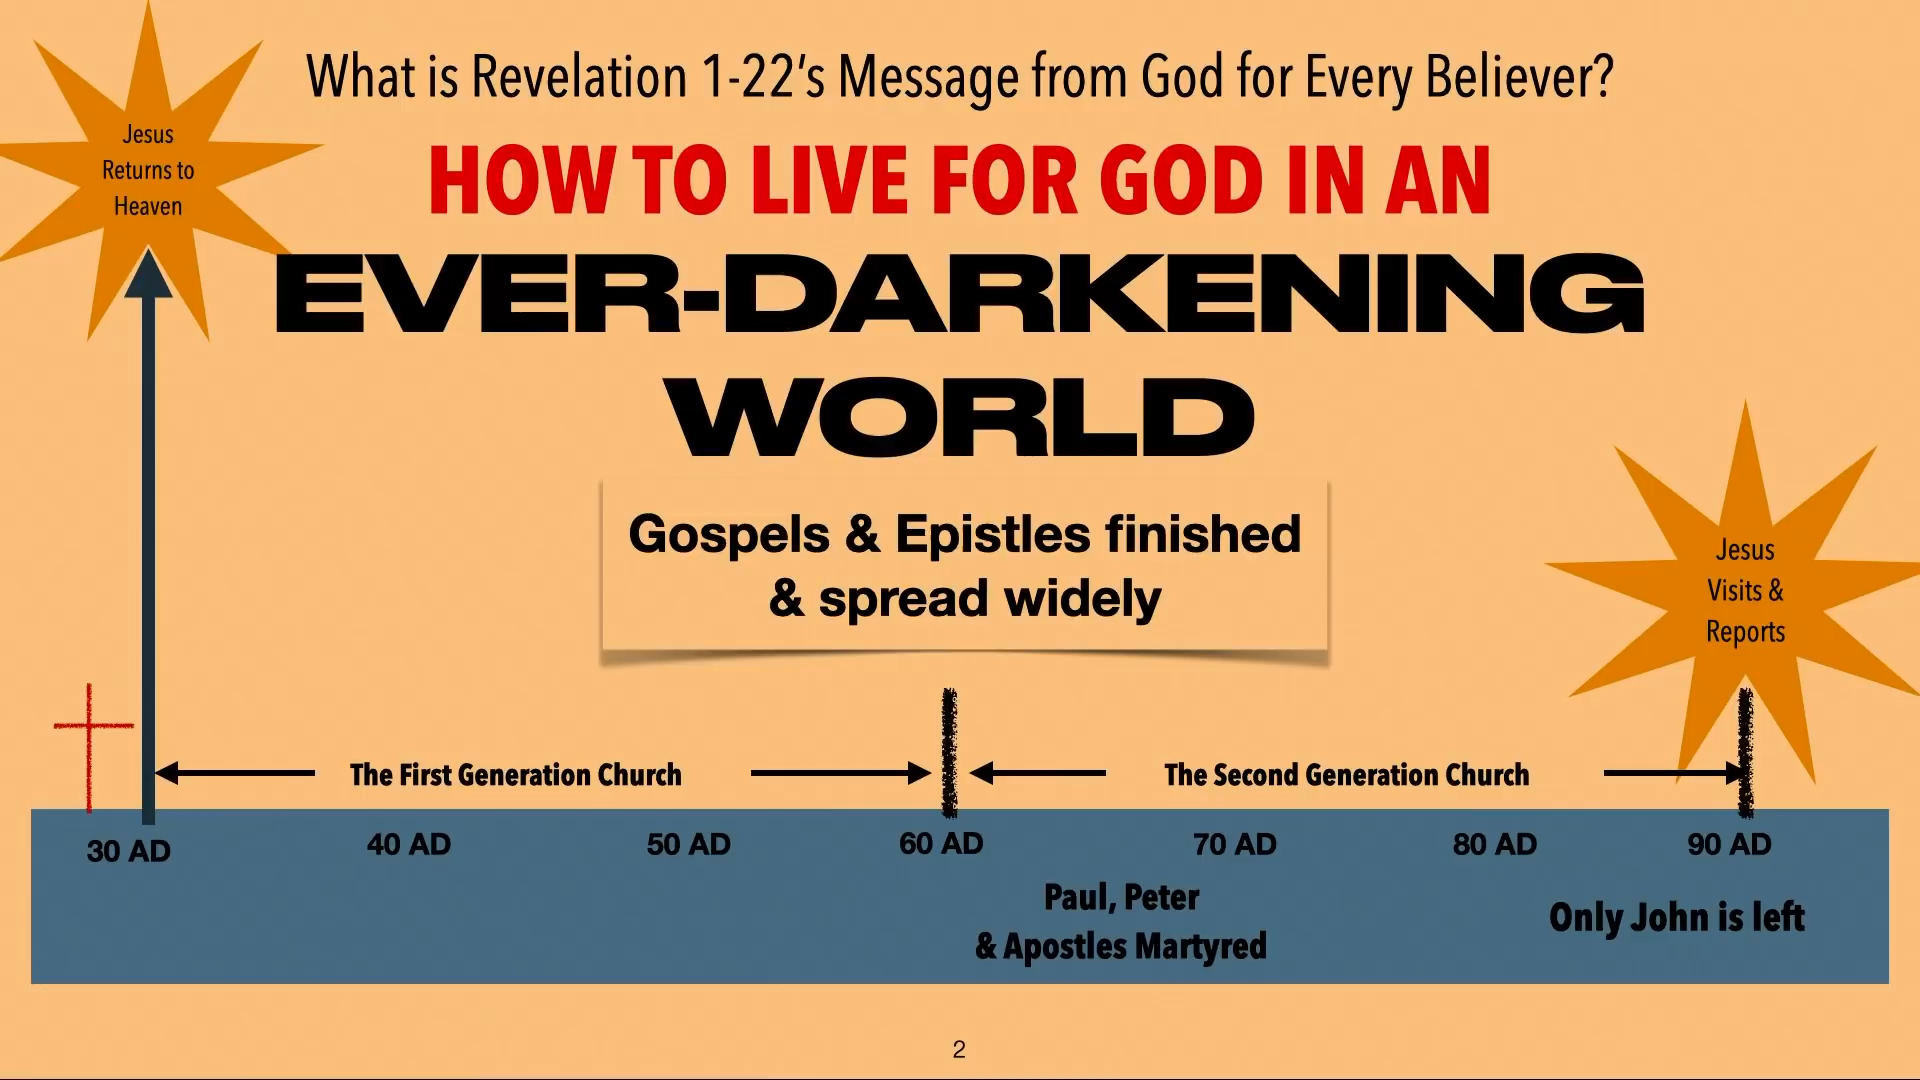 What is Revelation 1-22's Message from God for Every Believer?
HOW TO LIVE FOR GOD IN AN
EVER-DARKENING
WORLD
Jesus
Returns to
Heaven
Gospels & Epistles finished
& spread widely
Jesus
Visits &
Reports
The First Generation Church
The Second Generation Church
30 AD
40 AD
50 AD
60 AD
70 AD
80 AD
90 AD
Paul, Peter
& Apostles Martyred
Only John is left
2